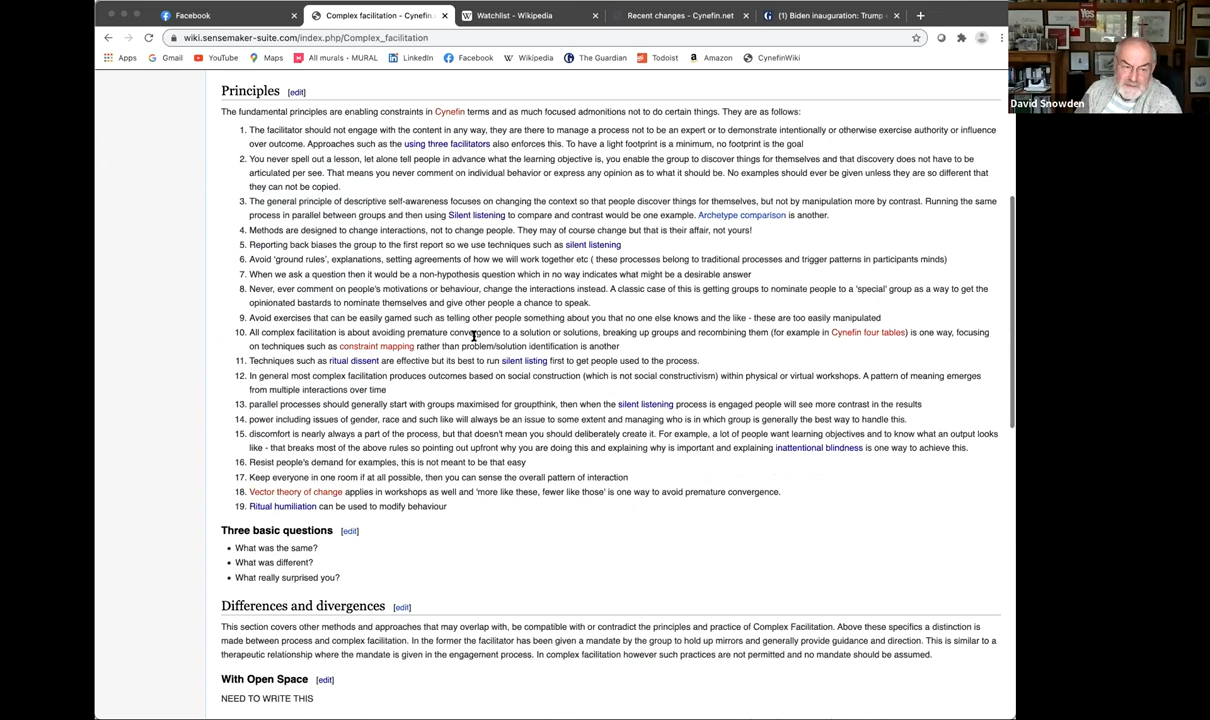 Facebook
Complex facilitation - Cynefin.
Watchlist - Wikipedia
Recent changes - Cynefin.net
(1) Biden inauguration: Trump
wiki.sensemaker-suite.com/index.php/Complex_facilitation
Apps Gmail YouTube Maps All murals • MURAL LinkedIn Facebook Wikipedia The Guardian Todoist Amazon CynefinWiki
Yes
David Snowden
Principles [edit]
The fundamental principles are enabling constraints in Cynefin terms and as much focused admonitions not to do certain things. They are as follows:
1. The facilitator should not engage with the content in any way, they are there to manage a process not to be an expert or to demonstrate intentionally or otherwise exercise authority or influence
over outcome. Approaches such as the using three facilitators also enforces this. To have a light footprint is a minimum, no footprint is the goal
2. You never spell out a lesson, let alone tell people in advance what the learning objective is, you enable the group to discover things for themselves and that discovery does not have to be
articulated per see. That means you never comment on individual behavior or express any opinion as to what it should be. No examples should ever be given unless they are so different that
they can not be copied.
3. The general principle of descriptive self-awareness focuses on changing the context so that people discover things for themselves, but not by manipulation more by contrast. Running the same
process in parallel between groups and then using Silent listening to compare and contrast would be one example. Archetype comparison is another.
4. Methods are designed to change interactions, not to change people. They may of course change but that is their affair, not yours!
5. Reporting back biases the group to the first report so we use techniques such as silent listening
6. Avoid ‘ground rules’, explanations, setting agreements of how we will work together etc ( these processes belong to traditional processes and trigger patterns in participants minds)
7. When we ask a question then it would be a non-hypothesis question which in no way indicates what might be a desirable answer
8. Never, ever comment on people's motivations or behaviour, change the interactions instead. A classic case of this is getting groups to nominate people to a 'special' group as a way to get the
opinionated bastards to nominate themselves and give other people a chance to speak.
9. Avoid exercises that can be easily gamed such as telling other people something about you that no one else knows and the like - these are too easily manipulated
10. All complex facilitation is about avoiding premature convergence to a solution or solutions, breaking up groups and recombining them (for example in Cynefin four tables) is one way, focusing
on techniques such as constraint mapping rather than problem/solution identification is another
11. Techniques such as ritual dissent are effective but its best to run silent listing first to get people used to the process.
12. In general most complex facilitation produces outcomes based on social construction (which is not social constructivism) within physical or virtual workshops. A pattern of meaning emerges
from multiple interactions over time
13. parallel processes should generally start with groups maximised for groupthink, then when the silent listening process is engaged people will see more contrast in the results
14. power including issues of gender, race and such like will always be an issue to some extent and managing who is in which group is generally the best way to handle this.
15. discomfort is nearly always a part of the process, but that doesn't mean you should deliberately create it. For example, a lot of people want learning objectives and to know what an output looks
like - that breaks most of the above rules so pointing out upfront why you are doing this and explaining why is important and explaining inattentional blindness is one way to achieve this.
16. Resist people's demand for examples, this is not meant to be that easy
17. Keep everyone in one room if at all possible, then you can sense the overall pattern of interaction
18. Vector theory of change applies in workshops as well and 'more like these, fewer like those' is one way to avoid premature convergence.
19. Ritual humiliation can be used to modify behaviour
Three basic questions [edit]
• What was the same?
• What was different?
• What really surprised you?
Differences and divergences [edit]
This section covers other methods and approaches that may overlap with, be compatible with or contradict the principles and practice of Complex Facilitation. Above these specifics a distinction is
made between process and complex facilitation. In the former the facilitator has been given a mandate by the group to hold up mirrors and generally provide guidance and direction. This is similar to a
therapeutic relationship where the mandate is given in the engagement process. In complex facilitation however such practices are not permitted and no mandate should be assumed.
With Open Space [edit]
NEED TO WRITE THIS